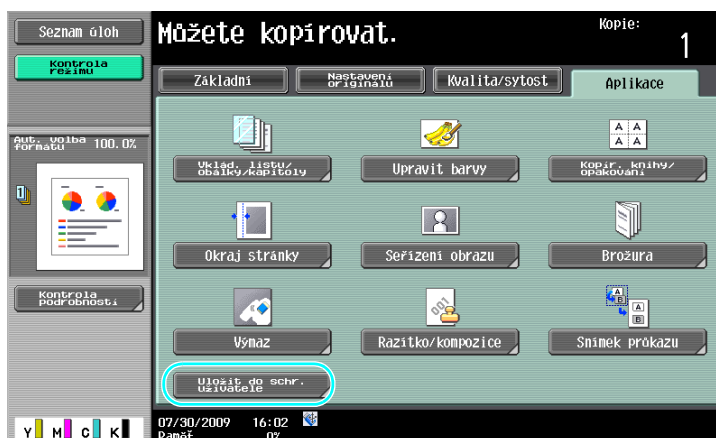 Seznam úloh
Můžete kopírovat.
Kopie:
1
Kontrola
režimu
Základní
Nastavení
originálu
Kvalita/sytost
Aplikace
Aut. volba
formátu
100.0%
1
Vklád. listu/
obálky/kapitoly
Upravit barvy
A A
A A
Kopír. knihy/
opakování
Okraj stránky
Seřízení obrazu
Brožura
Kontrola
podrobností
001
A
B
A
B
Výmaz
Razítko/kompozice
Snímek průkazu
Uložit do schr.
uživatele
Y M C K
07/30/2009 16:02
Paměť 0%